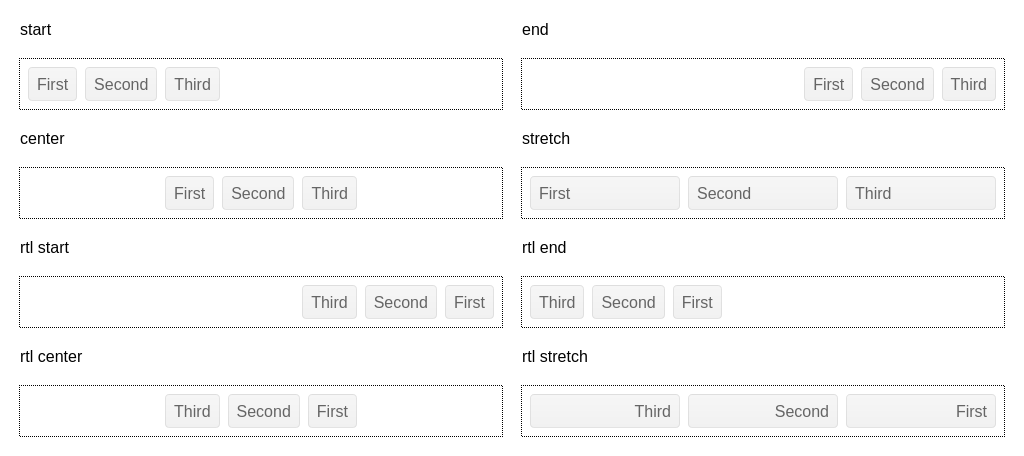 start
First Second Third
end
First Second Third
center
First Second Third
stretch
First Second Third
rtl start
Third Second First
rtl end
Third Second First
rtl center
Third Second First
rtl stretch
Third Second First